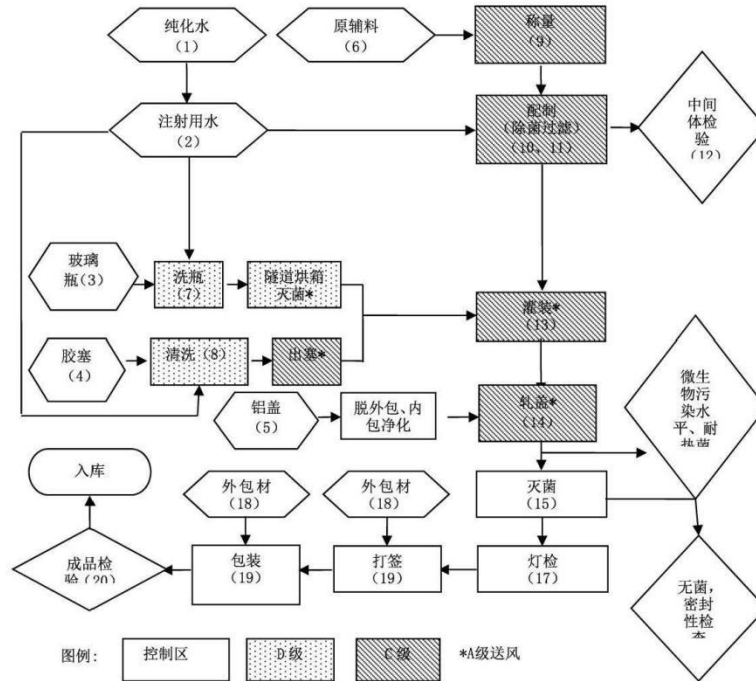 纯化水
（1）
原辅料
（6）
称量
（9）
注射用水
（2）
配制
（除菌过滤）
（10、11）
中间
体检
验
（12）
玻璃
瓶（3）
洗瓶
（7）
隧道烘箱
灭菌*
灌装*
（13）
胶塞
（4）
清洗（8）
出塞*
微生
物污
染水
平、耐
热菌
铝盖
（5）
脱外包、内
包净化
轧盖*
（14）
入库
外包材
（18）
外包材
（18）
灭菌
（15）
成品检
验（20）
包装
（19）
打签
（19）
灯检
（17）
无菌，
密封
性检
查
图例：
控制区
D级
C级
*A级送风